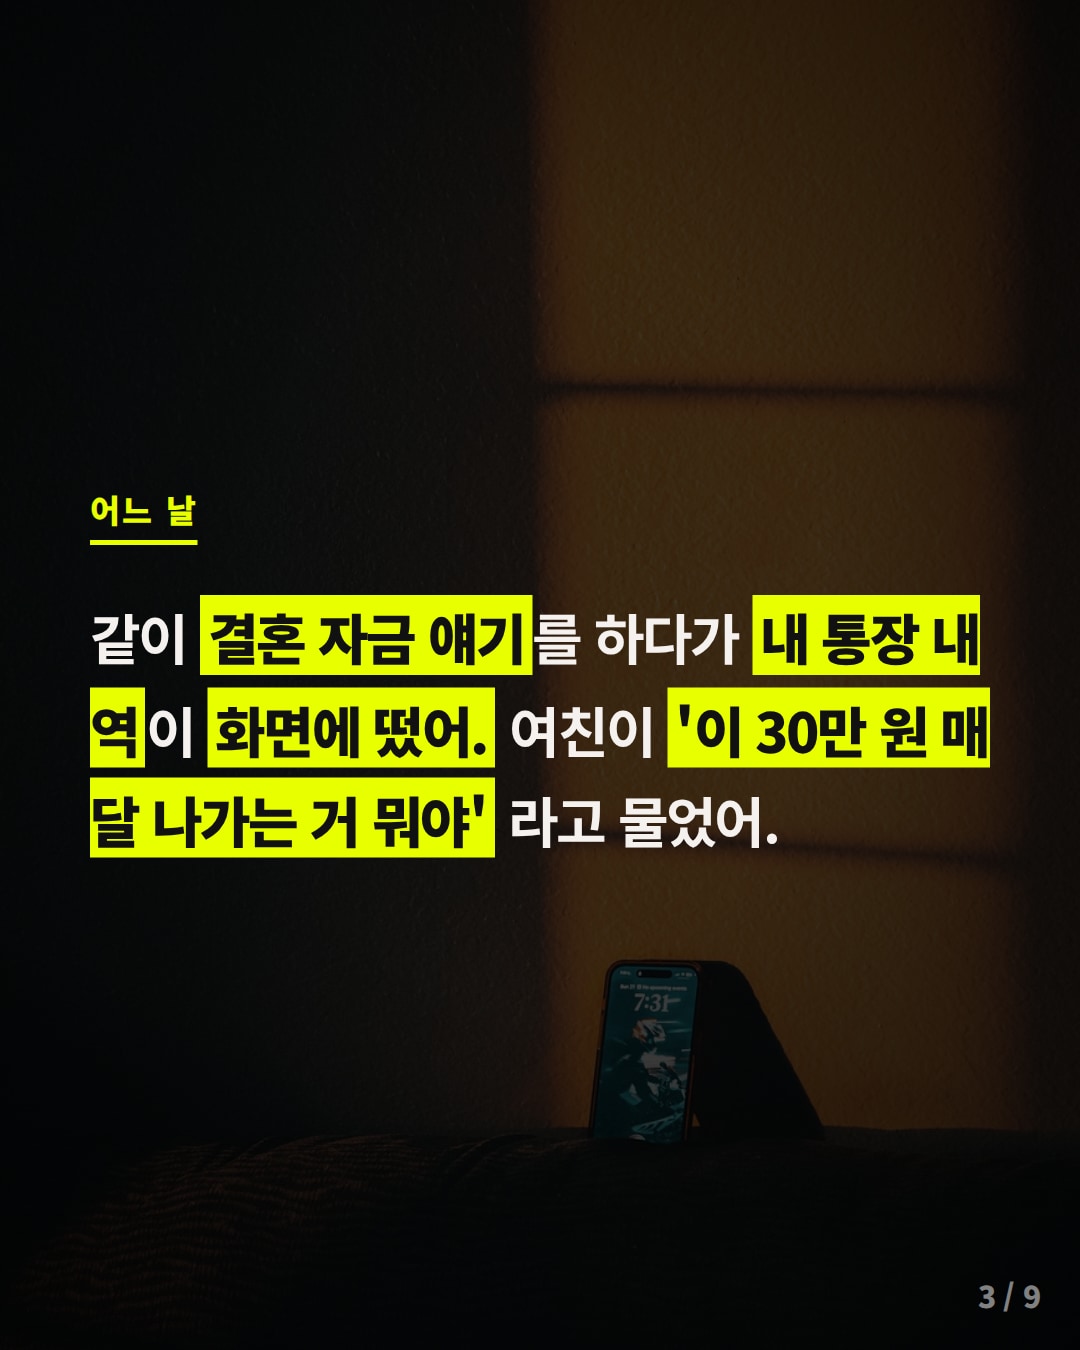 어느 날
같이 결혼 자금 얘기를 하다가 내 통장 내
역이 화면에 떴어. 여친이 '이 30만 원 매
달 나가는 거 뭐야' 라고 물었어.
7:31
3 / 9